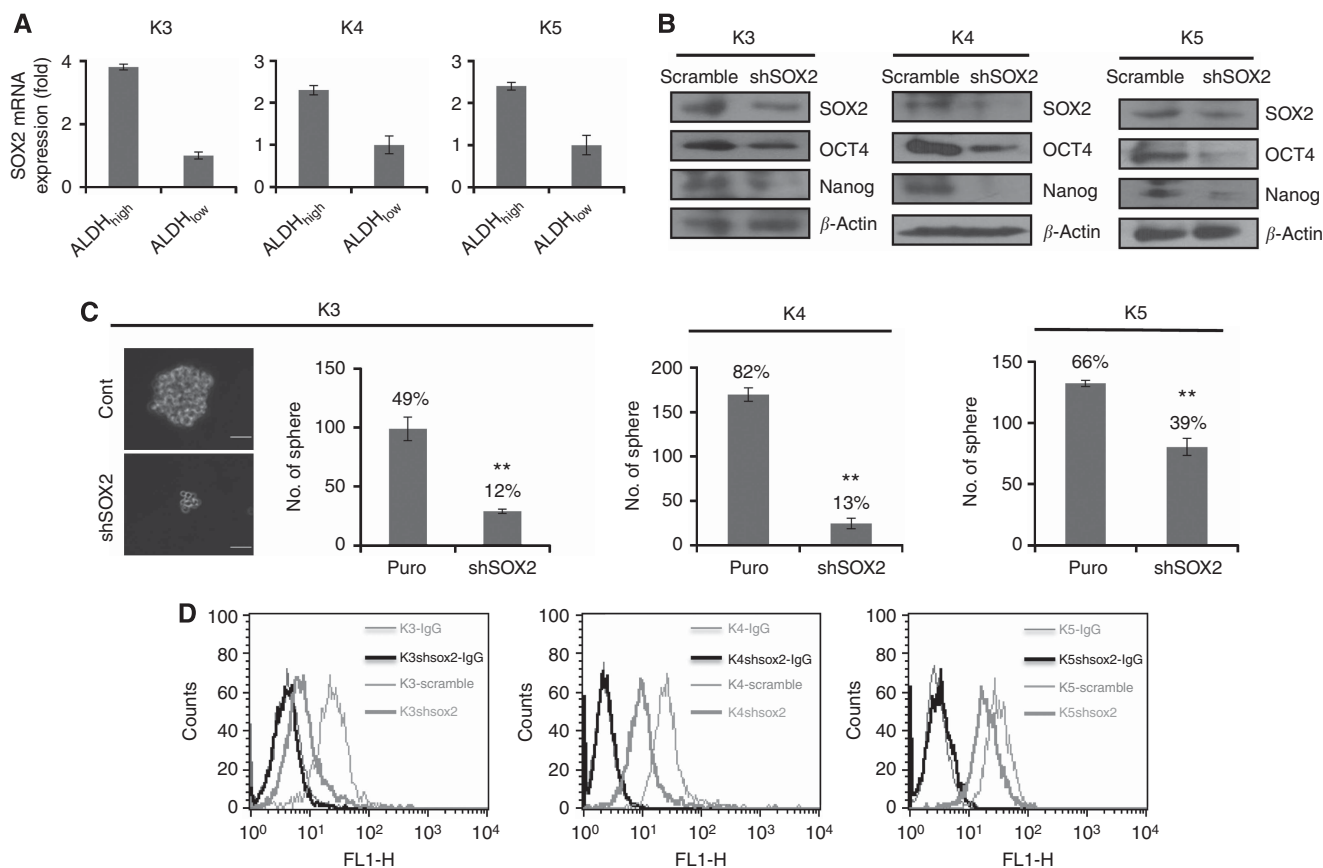 A
K3
K4
K5
SOX2 mRNA
expression (fold)
4
2
0
3
2
1
0
3
2
1
0
ALDHhigh
ALDHlow
ALDHhigh
ALDHlow
ALDHhigh
ALDHlow
B
K3
K4
K5
Scramble shSOX2
Scramble shSOX2
Scramble shSOX2
SOX2
OCT4
Nanog
β-Actin
SOX2
OCT4
Nanog
β-Actin
SOX2
OCT4
Nanog
β-Actin
C
K3
Cont
shSOX2
No. of sphere
150
100
50
0
49%
**
12%
Puro shSOX2
K4
No. of sphere
200
150
100
50
0
82%
**
13%
Puro shSOX2
K5
No. of sphere
150
100
50
0
66%
**
39%
Puro shSOX2
D
Counts
100
80
60
40
20
0
K3-IgG
K3shsox2-IgG
K3-scramble
K3shsox2
10⁰ 10¹ 10² 10³ 10⁴
FL1-H
Counts
100
80
60
40
20
0
K4-IgG
K4shsox2-IgG
K4-scramble
K4shsox2
10⁰ 10¹ 10² 10³ 10⁴
FL1-H
Counts
100
80
60
40
20
0
K5-IgG
K5shsox2-IgG
K5-scramble
K5shsox2
10⁰ 10¹ 10² 10³ 10⁴
FL1-H